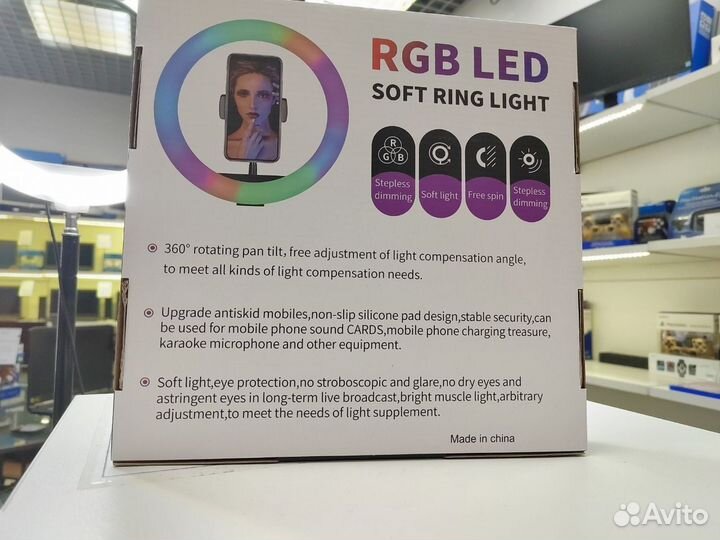 RGB LED
SOFT RING LIGHT
R
G B
Stepless
dimming
Soft light
Free spin
Stepless
dimming
360° rotating pan tilt, free adjustment of light compensation angle,
to meet all kinds of light compensation needs.
Upgrade antiskid mobiles,non-slip silicone pad design,stable security,can
be used for mobile phone sound CARDS,mobile phone charging treasure,
karaoke microphone and other equipment.
Soft light,eye protection,no stroboscopic and glare,no dry eyes and
astringent eyes in long-term live broadcast,bright muscle light,arbitrary
adjustment,to meet the needs of light supplement.
Made in china
Avito